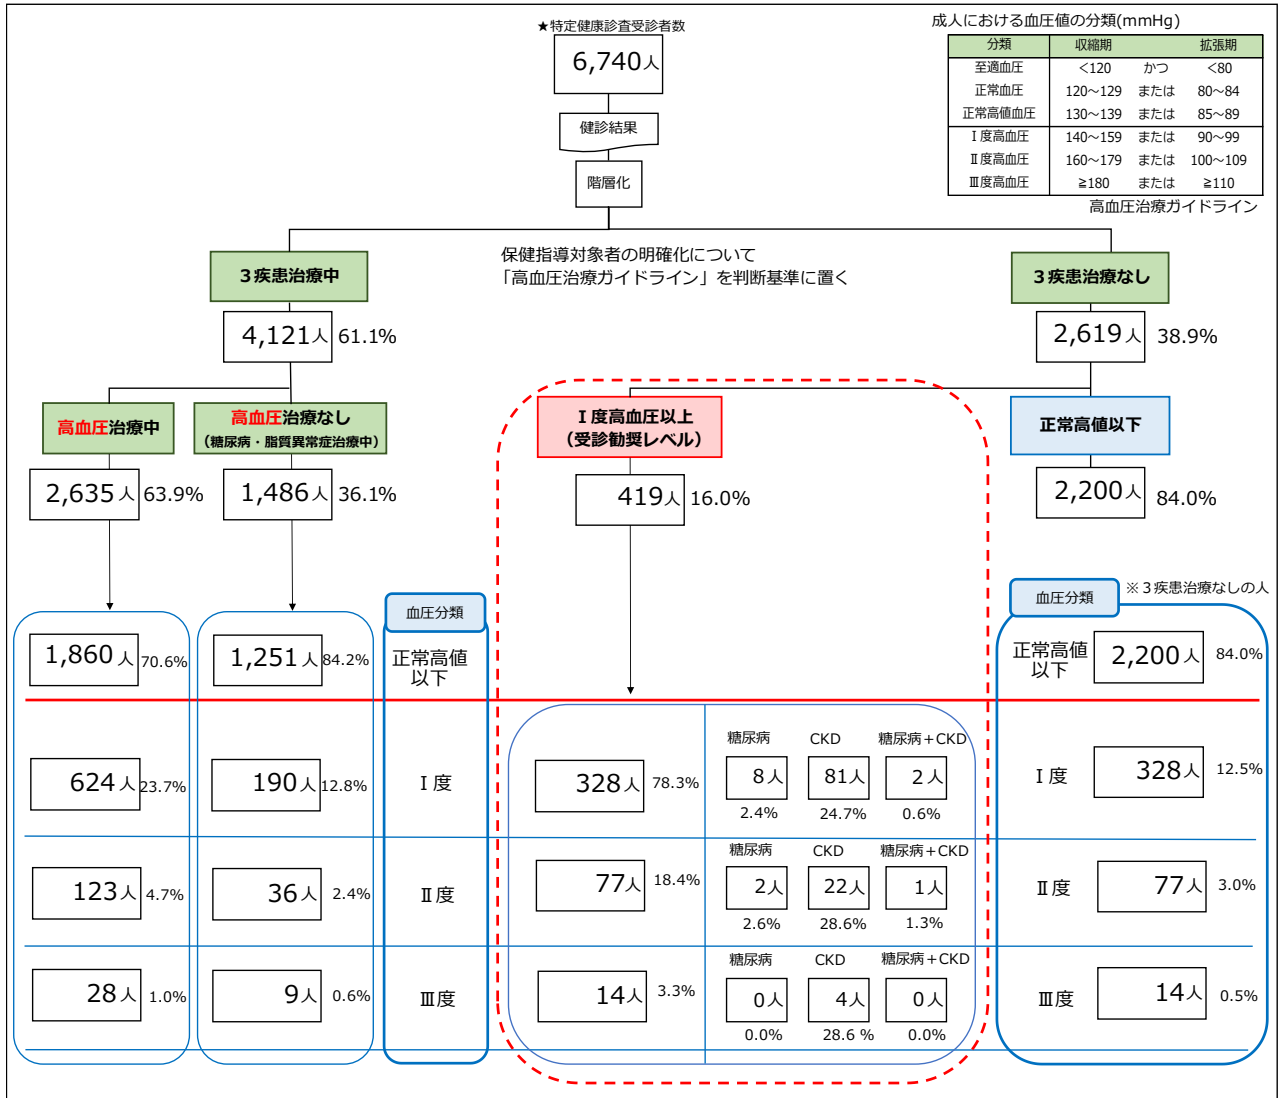 ★特定健康診査受診者数
6,740人
健診結果
階層化
成人における血圧値の分類(mmHg)
分類 収縮期 拡張期
至適血圧 <120 かつ <80
正常血圧 120～129 または 80～84
正常高値血圧 130～139 または 85～89
Ⅰ度高血圧 140～159 または 90～99
Ⅱ度高血圧 160～179 または 100～109
Ⅲ度高血圧 ≧180 または ≧110
高血圧治療ガイドライン
保健指導対象者の明確化について
「高血圧治療ガイドライン」を判断基準に置く
３疾患治療中
4,121人 61.1%
３疾患治療なし
2,619人 38.9%
高血圧治療中
2,635人 63.9%
高血圧治療なし
（糖尿病・脂質異常症治療中）
1,486人 36.1%
Ⅰ度高血圧以上
（受診勧奨レベル）
419人 16.0%
正常高値以下
2,200人 84.0%
血圧分類
血圧分類
※３疾患治療なしの人
1,860人 70.6%
1,251人 84.2%
正常高値
以下
正常高値
以下
2,200人 84.0%
624人 23.7%
190人 12.8%
Ⅰ度
328人 78.3%
糖尿病 CKD 糖尿病＋CKD
8人 81人 2人
2.4% 24.7% 0.6%
Ⅰ度
328人 12.5%
123人 4.7%
36人 2.4%
Ⅱ度
77人 18.4%
糖尿病 CKD 糖尿病＋CKD
2人 22人 1人
2.6% 28.6% 1.3%
Ⅱ度
77人 3.0%
28人 1.0%
9人 0.6%
Ⅲ度
14人 3.3%
糖尿病 CKD 糖尿病＋CKD
0人 4人 0人
0.0% 28.6 % 0.0%
Ⅲ度
14人 0.5%